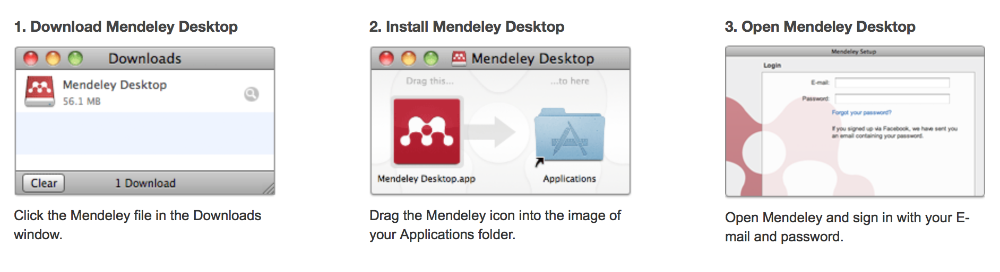 1. Download Mendeley Desktop
Downloads
Mendeley Desktop
56.1 MB
Clear
1 Download
Click the Mendeley file in the Downloads
window.
2. Install Mendeley Desktop
Mendeley Desktop
Drag this...
...to here
Mendeley Desktop.app
Applications
Drag the Mendeley icon into the image of
your Applications folder.
3. Open Mendeley Desktop
Mendeley Setup
Login
E-mail:
Password:
Forgot your password?
If you signed up via Facebook, we have sent you
an email containing your password.
Open Mendeley and sign in with your E-
mail and password.